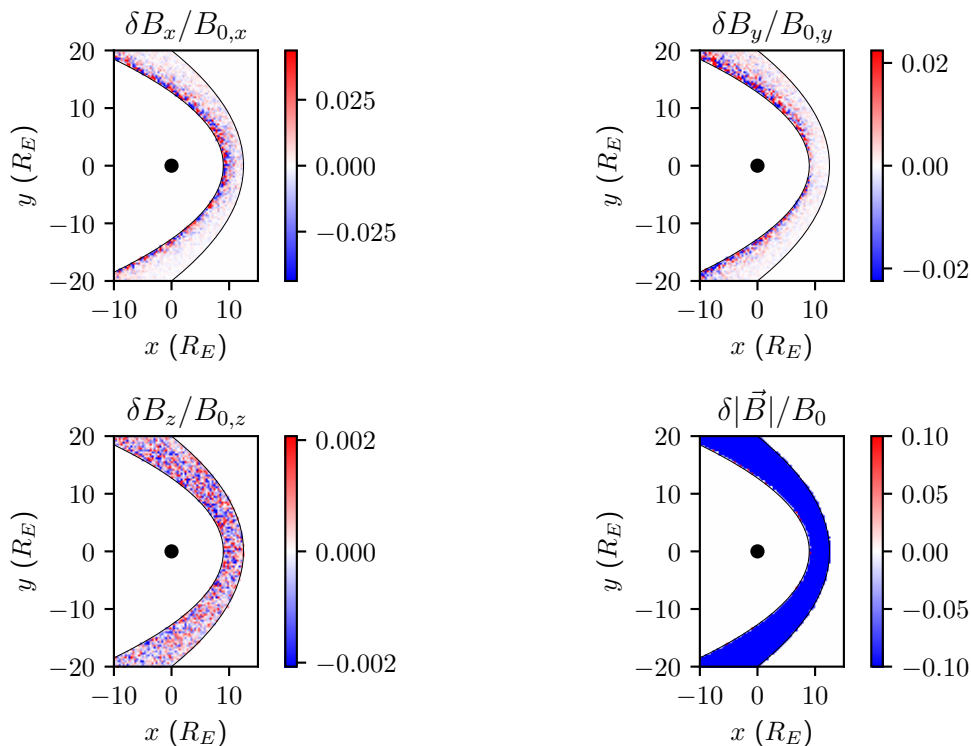 δB_x/B_{0,x}
20
10
0
−10
−20
y (R_E)
−10 0 10
x (R_E)
0.025
0.000
−0.025
δB_y/B_{0,y}
20
10
0
−10
−20
y (R_E)
−10 0 10
x (R_E)
0.02
0.00
−0.02
δB_z/B_{0,z}
20
10
0
−10
−20
y (R_E)
−10 0 10
x (R_E)
0.002
0.000
−0.002
δ|\vec{B}|/B_0
20
10
0
−10
−20
y (R_E)
−10 0 10
x (R_E)
0.10
0.05
0.00
−0.05
−0.10